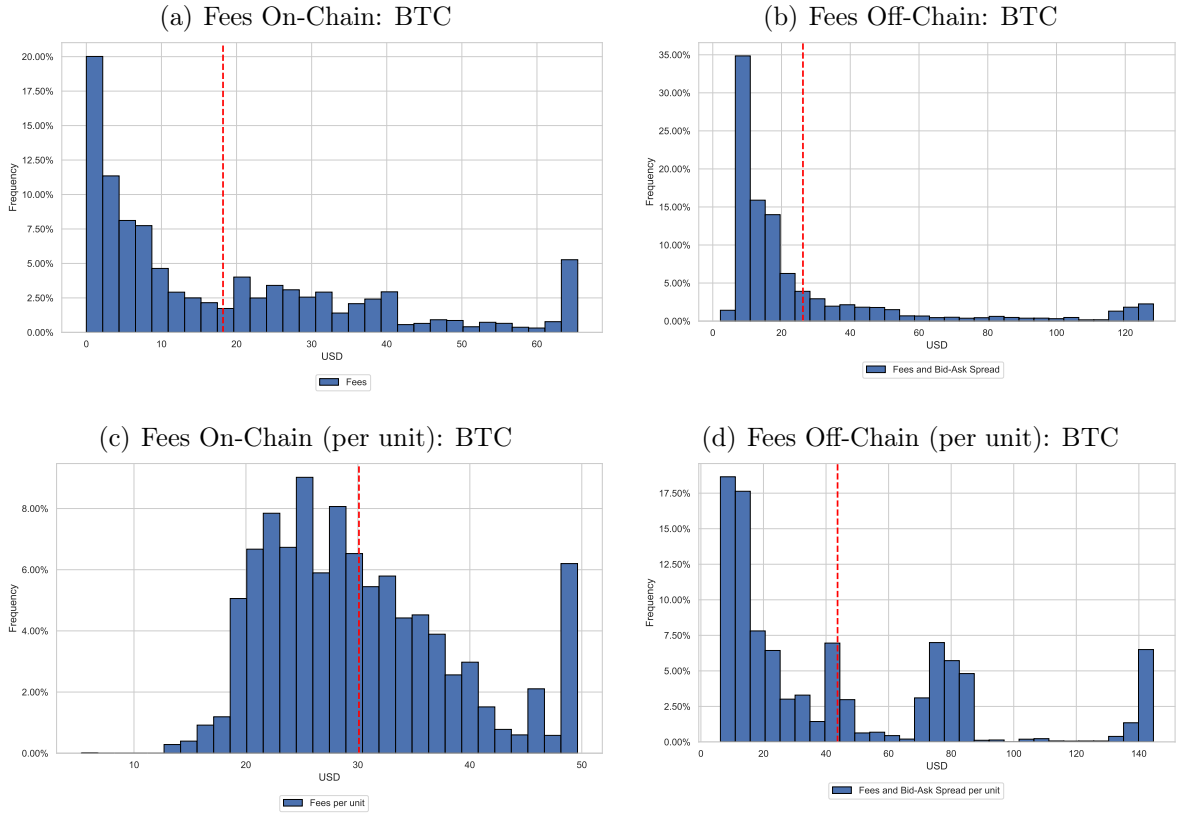 (a) Fees On-Chain: BTC
20.00%
17.50%
15.00%
12.50%
10.00%
7.50%
5.00%
2.50%
0.00%
Frequency
0 10 20 30 40 50 60
USD
Fees
(b) Fees Off-Chain: BTC
35.00%
30.00%
25.00%
20.00%
15.00%
10.00%
5.00%
0.00%
Frequency
0 20 40 60 80 100 120
USD
Fees and Bid-Ask Spread
(c) Fees On-Chain (per unit): BTC
8.00%
6.00%
4.00%
2.00%
0.00%
Frequency
10 20 30 40 50
USD
Fees per unit
(d) Fees Off-Chain (per unit): BTC
17.50%
15.00%
12.50%
10.00%
7.50%
5.00%
2.50%
0.00%
Frequency
0 20 40 60 80 100 120 140
USD
Fees and Bid-Ask Spread per unit